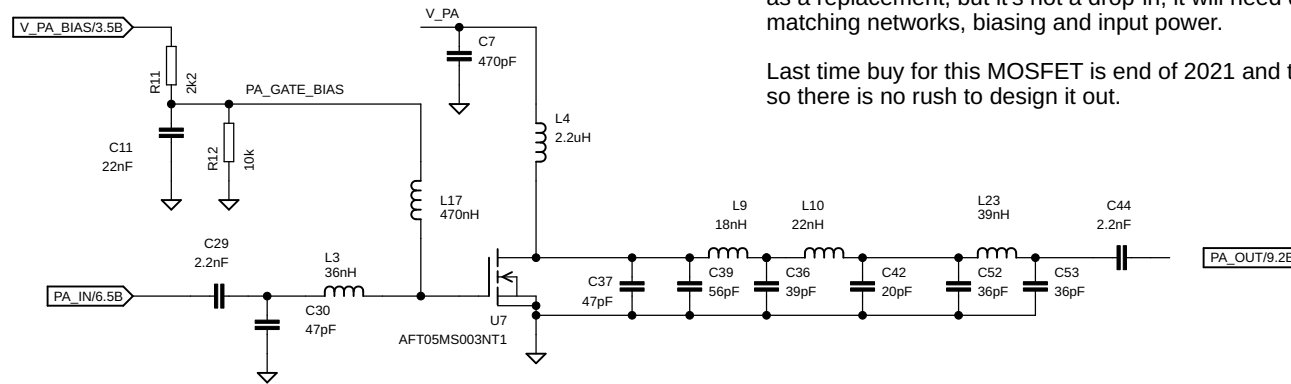 as a replacement, but it's not a drop-in, it will need
matching networks, biasing and input power.
Last time buy for this MOSFET is end of 2021 and
so there is no rush to design it out.
V_PA_BIAS/3.5B
V_PA
C7
470pF
R11
2k2
PA_GATE_BIAS
C11
22nF
R12
10k
L4
2.2uH
L17
470nH
C29
2.2nF
L3
36nH
PA_IN/6.5B
C30
47pF
U7
AFT05MS003NT1
L9
18nH
L10
22nH
L23
39nH
C44
2.2nF
C37
47pF
C39
56pF
C36
39pF
C42
20pF
C52
36pF
C53
36pF
PA_OUT/9.2B